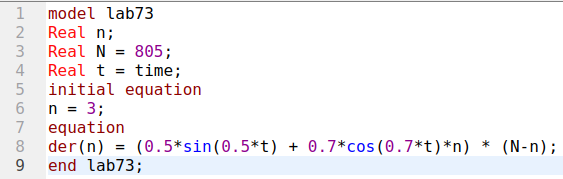 1 model lab73
2 Real n;
3 Real N = 805;
4 Real t = time;
5 initial equation
6 n = 3;
7 equation
8 der(n) = (0.5*sin(0.5*t) + 0.7*cos(0.7*t)*n) * (N-n);
9 end lab73;